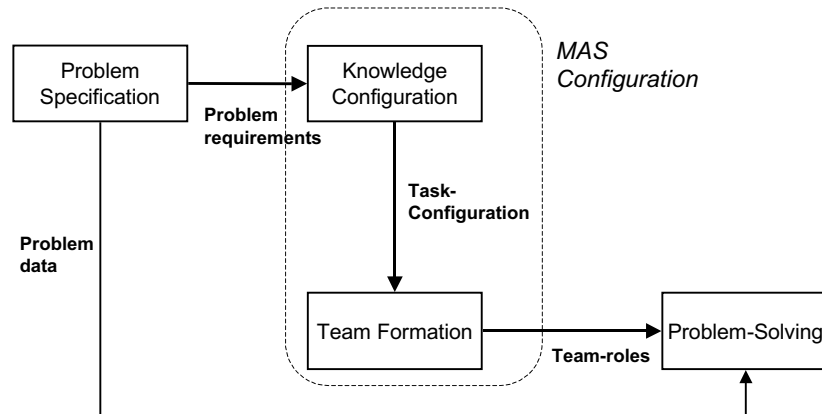 Problem
Specification
Knowledge
Configuration
MAS
Configuration
Problem
requirements
Task-
Configuration
Problem
data
Team Formation
Problem-Solving
Team-roles